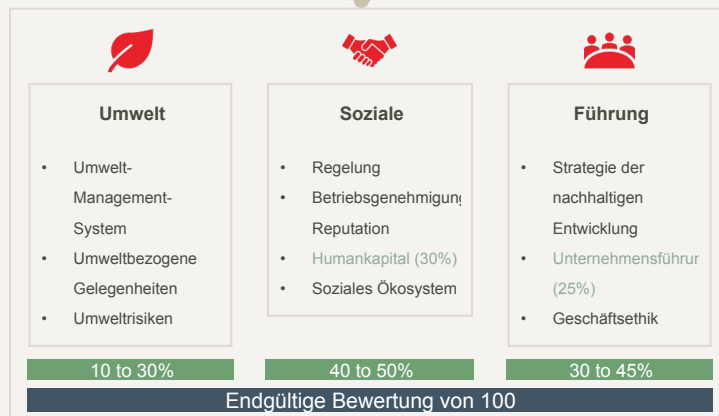 Umwelt
• Umwelt-
Management-
System
• Umweltbezogene
Gelegenheiten
• Umweltrisiken
10 to 30%
Soziale
• Regelung
• Betriebsgenehmigung
Reputation
• Humankapital (30%)
• Soziales Ökosystem
40 to 50%
Führung
• Strategie der
nachhaltigen
Entwicklung
• Unternehmensführur
(25%)
• Geschäftsethik
30 to 45%
Endgültige Bewertung von 100